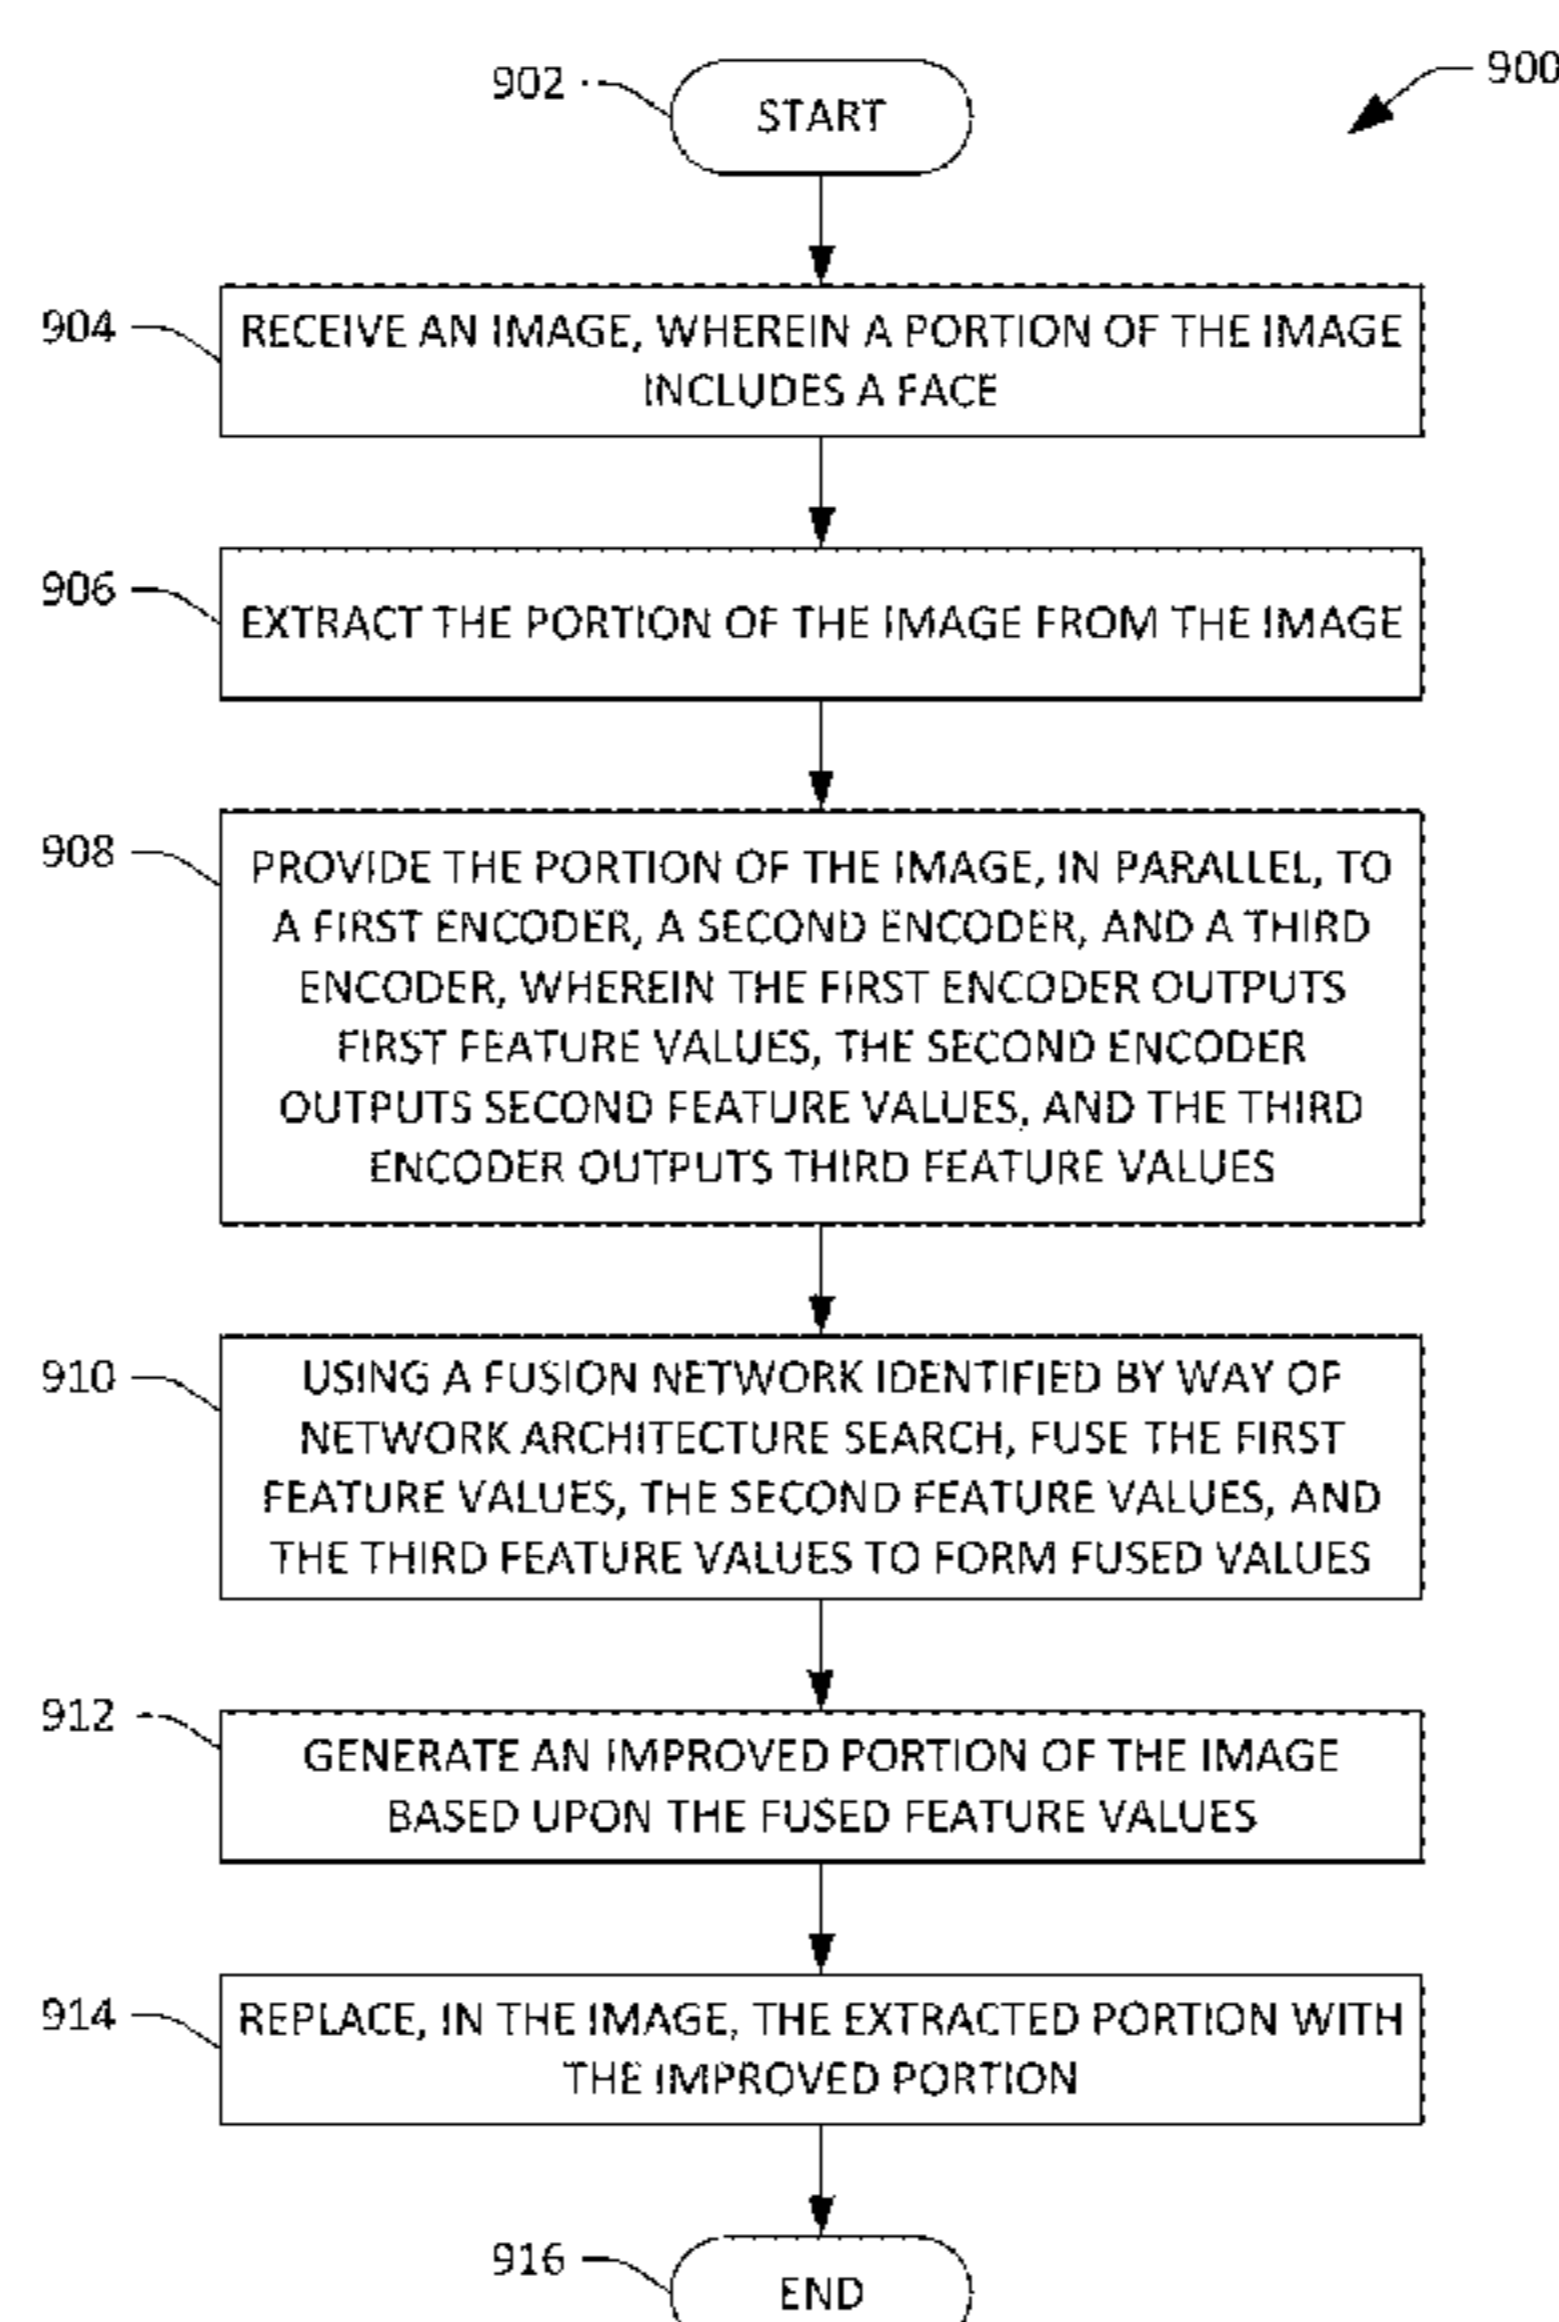 900
902
START
904
RECEIVE AN IMAGE, WHEREIN A PORTION OF THE IMAGE
INCLUDES A FACE
906
EXTRACT THE PORTION OF THE IMAGE FROM THE IMAGE
908
PROVIDE THE PORTION OF THE IMAGE, IN PARALLEL, TO
A FIRST ENCODER, A SECOND ENCODER, AND A THIRD
ENCODER, WHEREIN THE FIRST ENCODER OUTPUTS
FIRST FEATURE VALUES, THE SECOND ENCODER
OUTPUTS SECOND FEATURE VALUES, AND THE THIRD
ENCODER OUTPUTS THIRD FEATURE VALUES
910
USING A FUSION NETWORK IDENTIFIED BY WAY OF
NETWORK ARCHITECTURE SEARCH, FUSE THE FIRST
FEATURE VALUES, THE SECOND FEATURE VALUES, AND
THE THIRD FEATURE VALUES TO FORM FUSED VALUES
912
GENERATE AN IMPROVED PORTION OF THE IMAGE
BASED UPON THE FUSED FEATURE VALUES
914
REPLACE, IN THE IMAGE, THE EXTRACTED PORTION WITH
THE IMPROVED PORTION
916
END